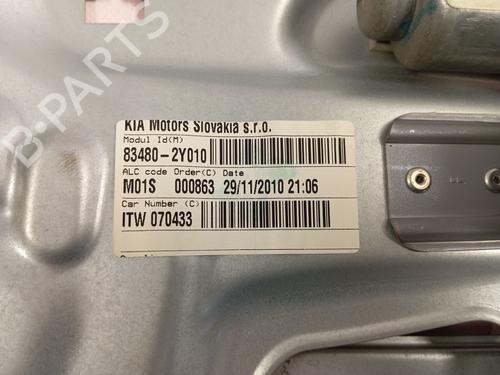 B-PARTS
KIA Motors Slovakia s.r.o.
Modul Id(M)
83480-2Y010
ALC code Order(C) Date
M01S 000863 29/11/2010 21:06
Car Number (C)
ITW 070433